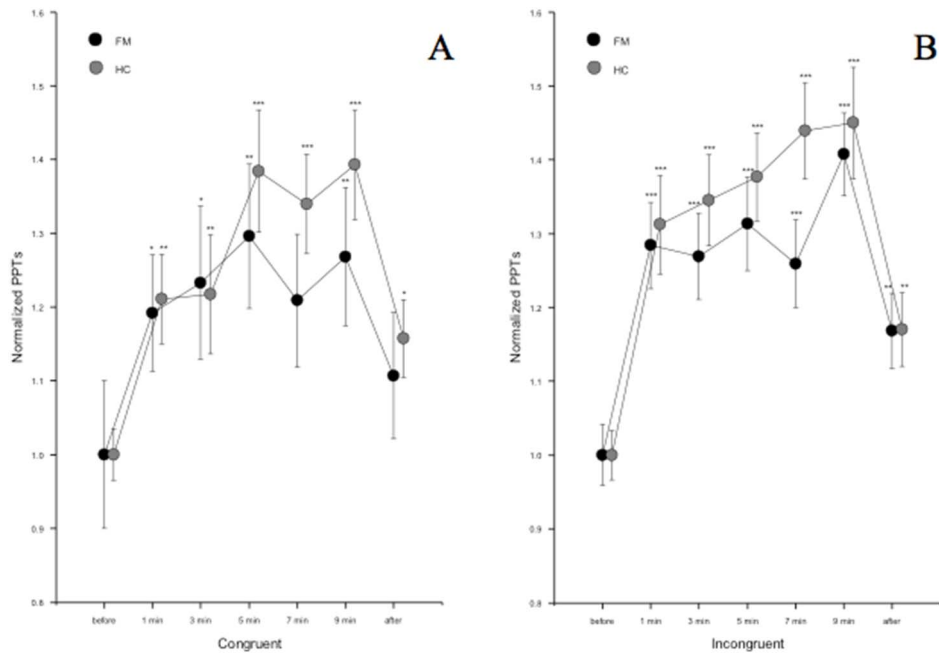 A
FM
HC
Normalized PPTs
1.6
1.5
1.4
1.3
1.2
1.1
1.0
0.9
0.8
* ** * ** ** *** *** ** *** *
before 1 min 3 min 5 min 7 min 9 min after
Congruent
B
FM
HC
Normalized PPTs
1.6
1.5
1.4
1.3
1.2
1.1
1.0
0.9
0.8
*** *** *** *** *** *** *** *** *** *** ** **
before 1 min 3 min 5 min 7 min 9 min after
Incongruent